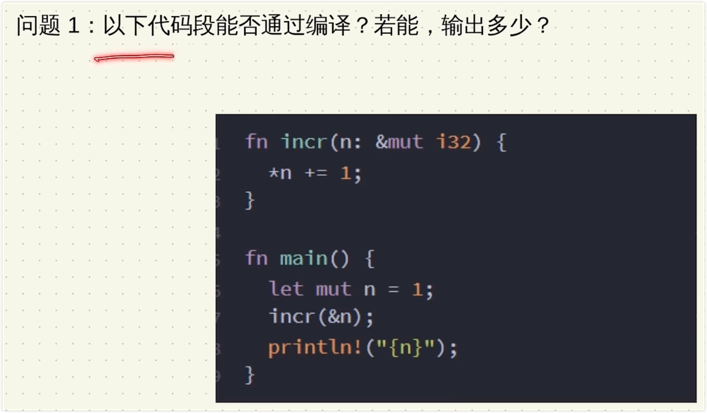 问题 1：以下代码段能否通过编译？若能，输出多少？
1 fn incr(n: &mut i32) {
2   *n += 1;
3 }
4
5 fn main() {
6   let mut n = 1;
7   incr(&n);
8   println!("{n}");
9 }